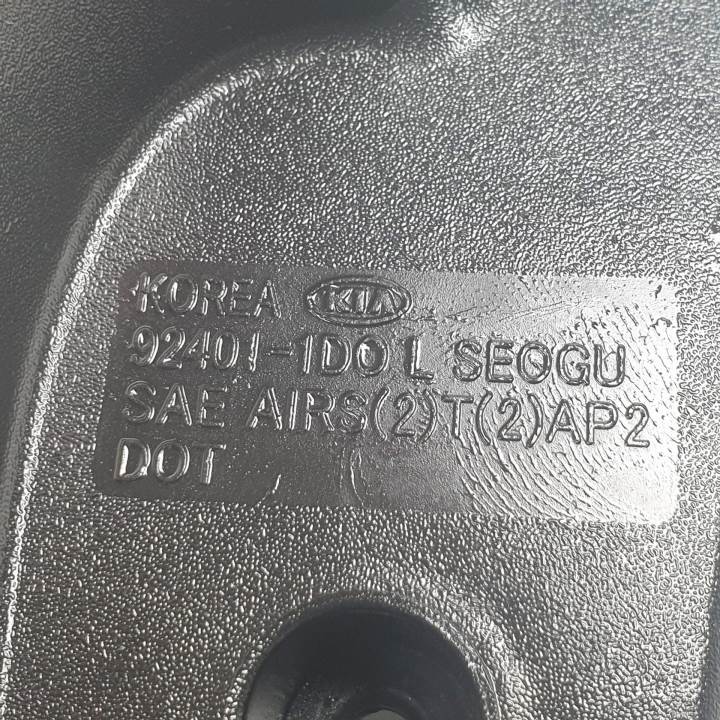 KOREA KIA
92401-1D0 L SEOGU
SAE AIRS(2)T(2)AP2
DOT